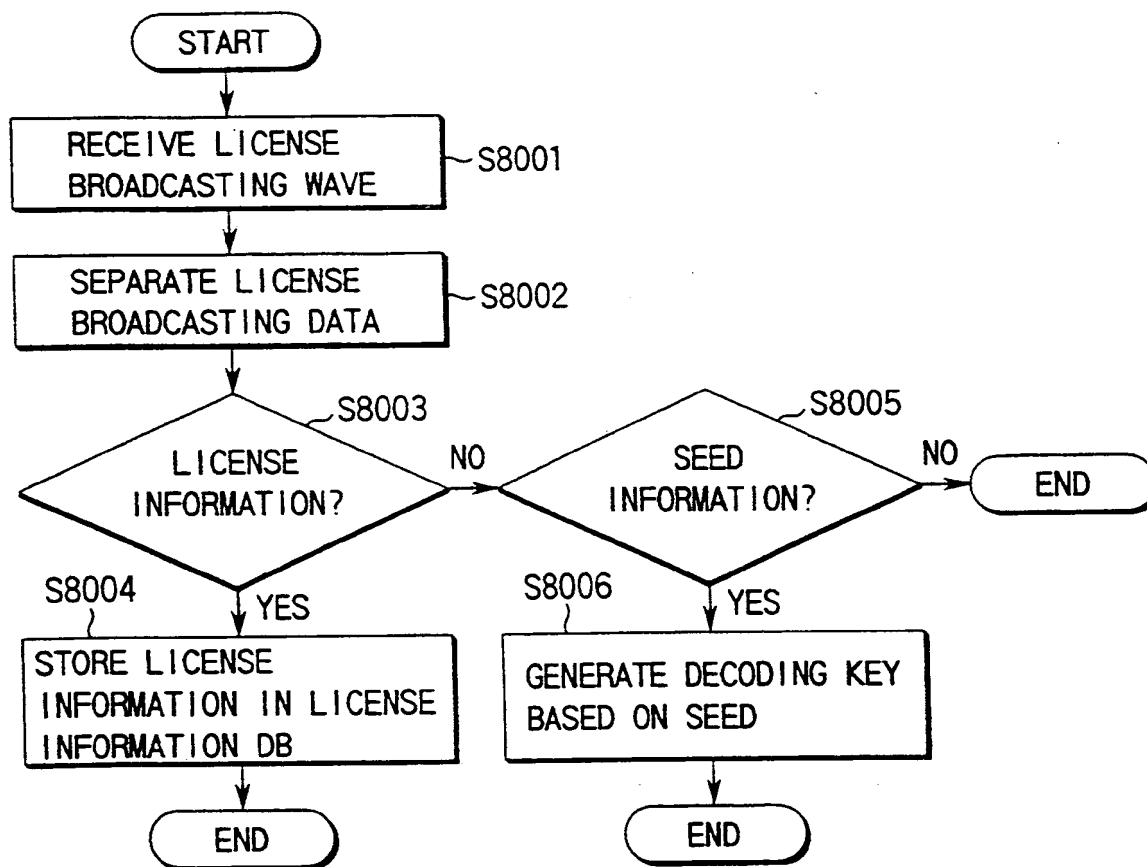 START
RECEIVE LICENSE
BROADCASTING WAVE
S8001
SEPARATE LICENSE
BROADCASTING DATA
S8002
S8003
LICENSE
INFORMATION?
NO
S8005
SEED
INFORMATION?
NO
END
S8004
YES
STORE LICENSE
INFORMATION IN LICENSE
INFORMATION DB
END
S8006
YES
GENERATE DECODING KEY
BASED ON SEED
END